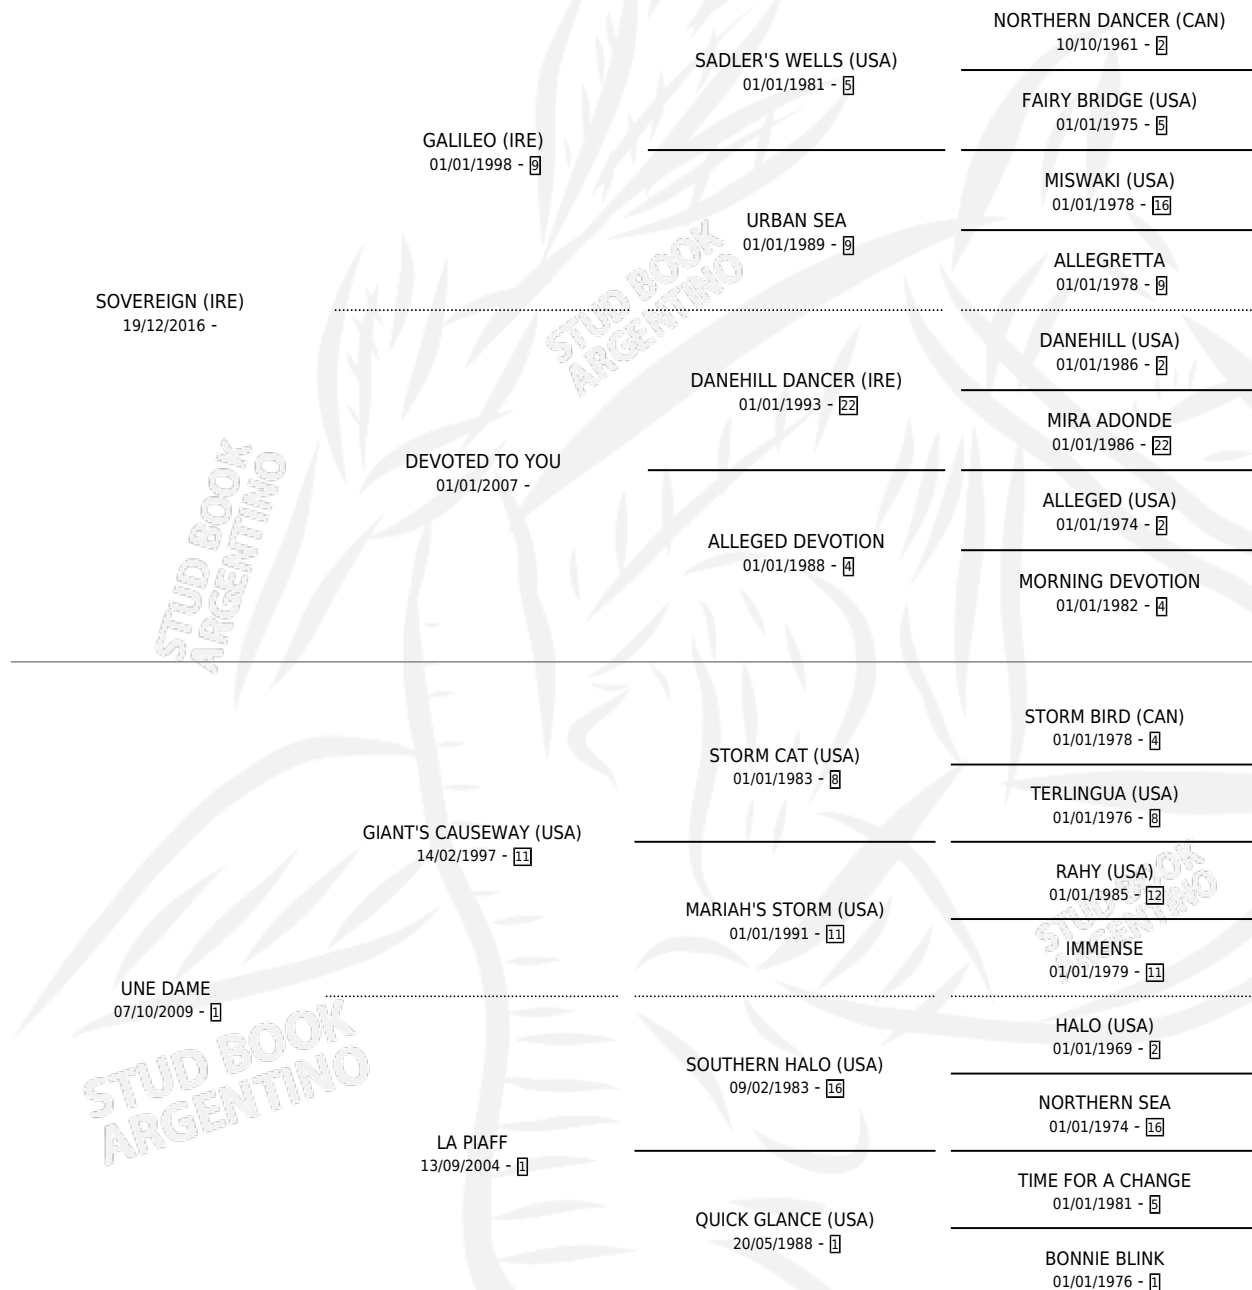 NORTHERN DANCER (CAN)
10/10/1961 - 2
SADLER'S WELLS (USA)
01/01/1981 - 5
FAIRY BRIDGE (USA)
01/01/1975 - 5
GALILEO (IRE)
01/01/1998 - 9
MISWAKI (USA)
01/01/1978 - 16
URBAN SEA
01/01/1989 - 9
ALLEGRETTA
01/01/1978 - 9
SOVEREIGN (IRE)
19/12/2016 -
STUD BOOK
ARGENTINO
DANEHILL (USA)
01/01/1986 - 2
DANEHILL DANCER (IRE)
01/01/1993 - 22
MIRA ADONDE
01/01/1986 - 22
DEVOTED TO YOU
01/01/2007 -
ALLEGED (USA)
01/01/1974 - 2
ALLEGED DEVOTION
01/01/1988 - 4
MORNING DEVOTION
01/01/1982 - 4
STUD BOOK
ARGENTINO
STORM BIRD (CAN)
01/01/1978 - 4
STORM CAT (USA)
01/01/1983 - 8
TERLINGUA (USA)
01/01/1976 - 8
GIANT'S CAUSEWAY (USA)
14/02/1997 - 11
RAHY (USA)
01/01/1985 - 12
MARIAH'S STORM (USA)
01/01/1991 - 11
IMMENSE
01/01/1979 - 11
STUD BOOK
ARGENTINO
UNE DAME
07/10/2009 - 1
HALO (USA)
01/01/1969 - 2
SOUTHERN HALO (USA)
09/02/1983 - 16
NORTHERN SEA
01/01/1974 - 16
STUD BOOK
ARGENTINO
LA PIAFF
13/09/2004 - 1
TIME FOR A CHANGE
01/01/1981 - 5
QUICK GLANCE (USA)
20/05/1988 - 1
BONNIE BLINK
01/01/1976 - 1